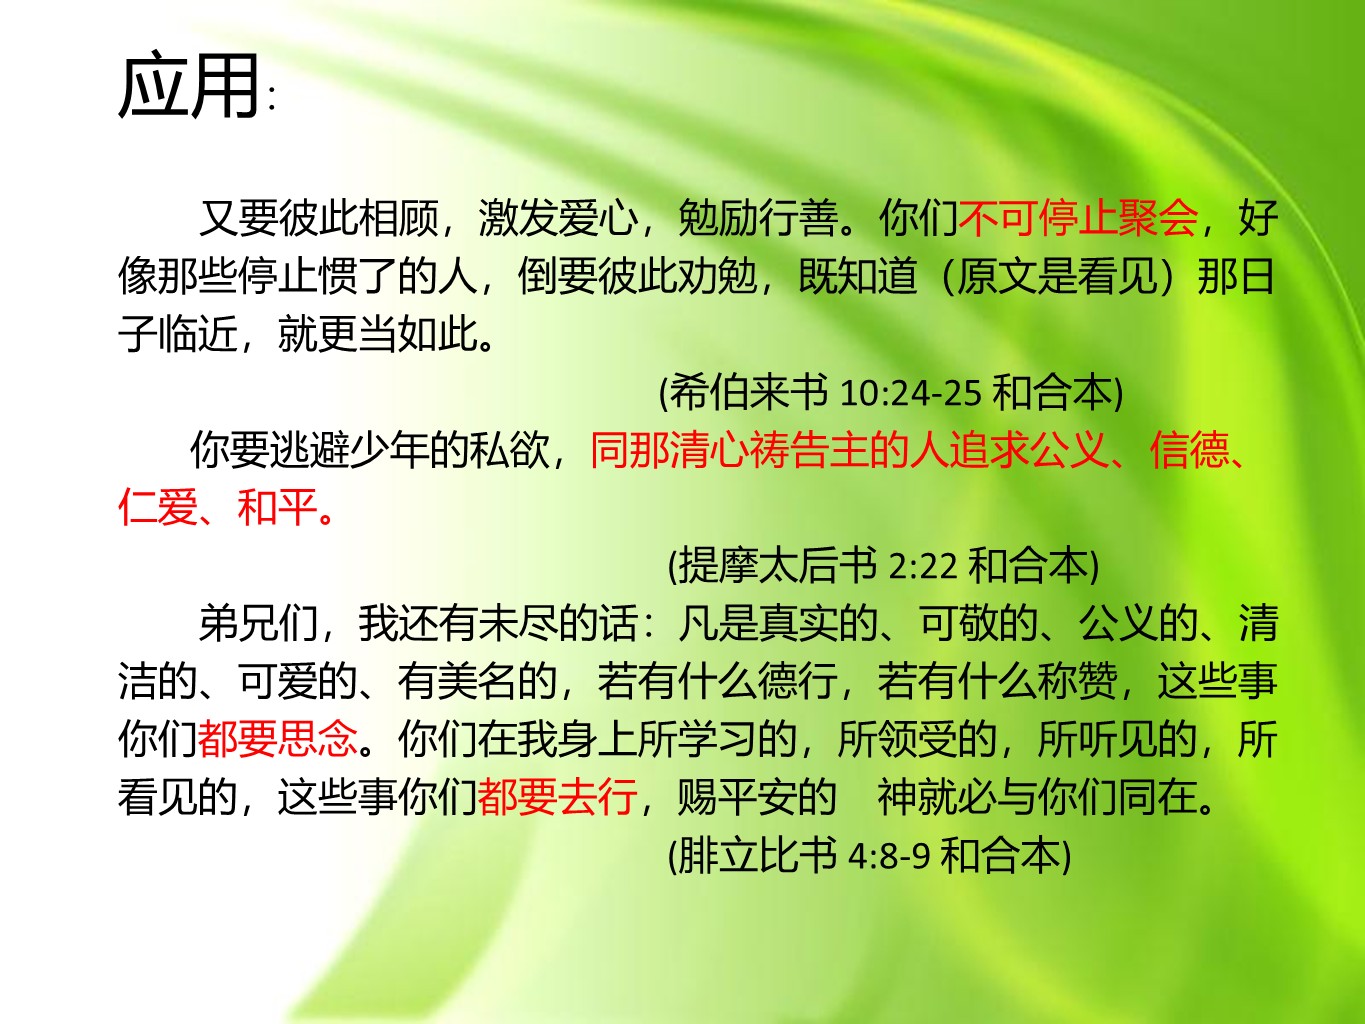 应用：
又要彼此相顾，激发爱心，勉励行善。你们不可停止聚会，好
像那些停止惯了的人，倒要彼此劝勉，既知道（原文是看见）那日
子临近，就更当如此。
(希伯来书 10:24-25 和合本)
你要逃避少年的私欲，同那清心祷告主的人追求公义、信德、
仁爱、和平。
(提摩太后书 2:22 和合本)
弟兄们，我还有未尽的话：凡是真实的、可敬的、公义的、清
洁的、可爱的、有美名的，若有什么德行，若有什么称赞，这些事
你们都要思念。你们在我身上所学习的，所领受的，所听见的，所
看见的，这些事你们都要去行，赐平安的　神就必与你们同在。
(腓立比书 4:8-9 和合本)